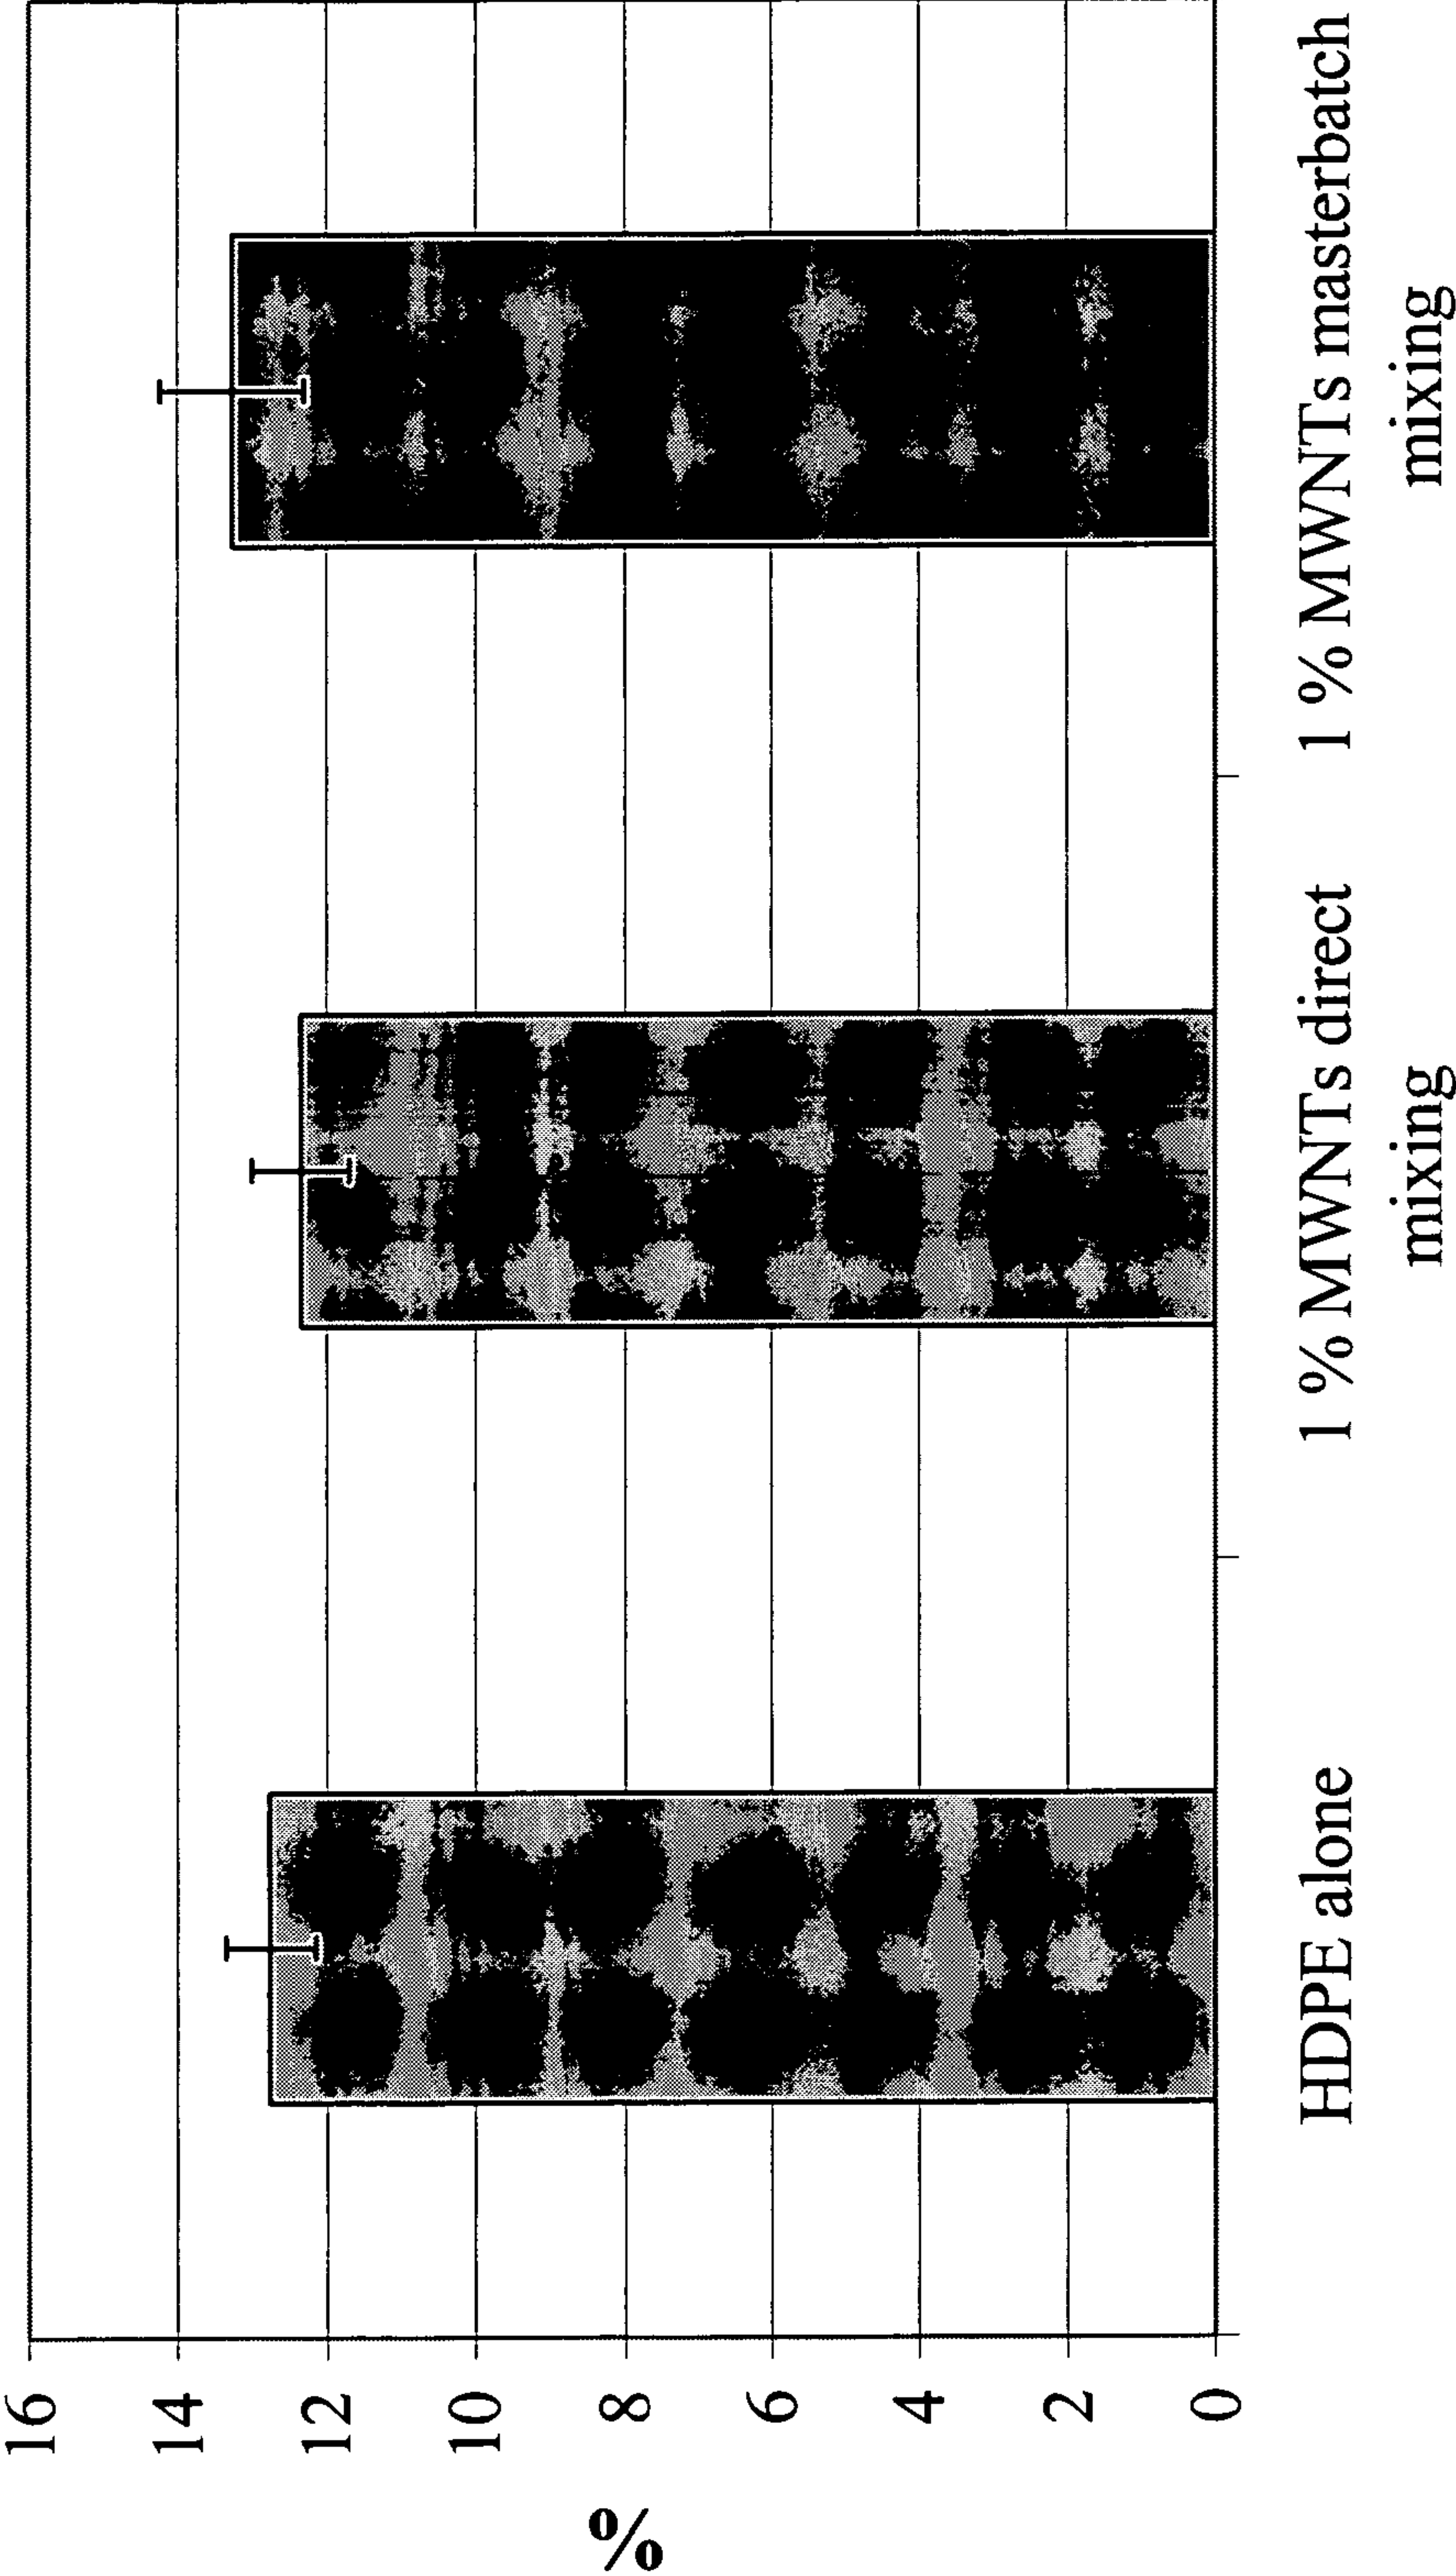 16
14
12
10
8
6
4
2
0
%
HDPE alone
1 % MWNTs direct
mixing
1 % MWNTs masterbatch
mixing